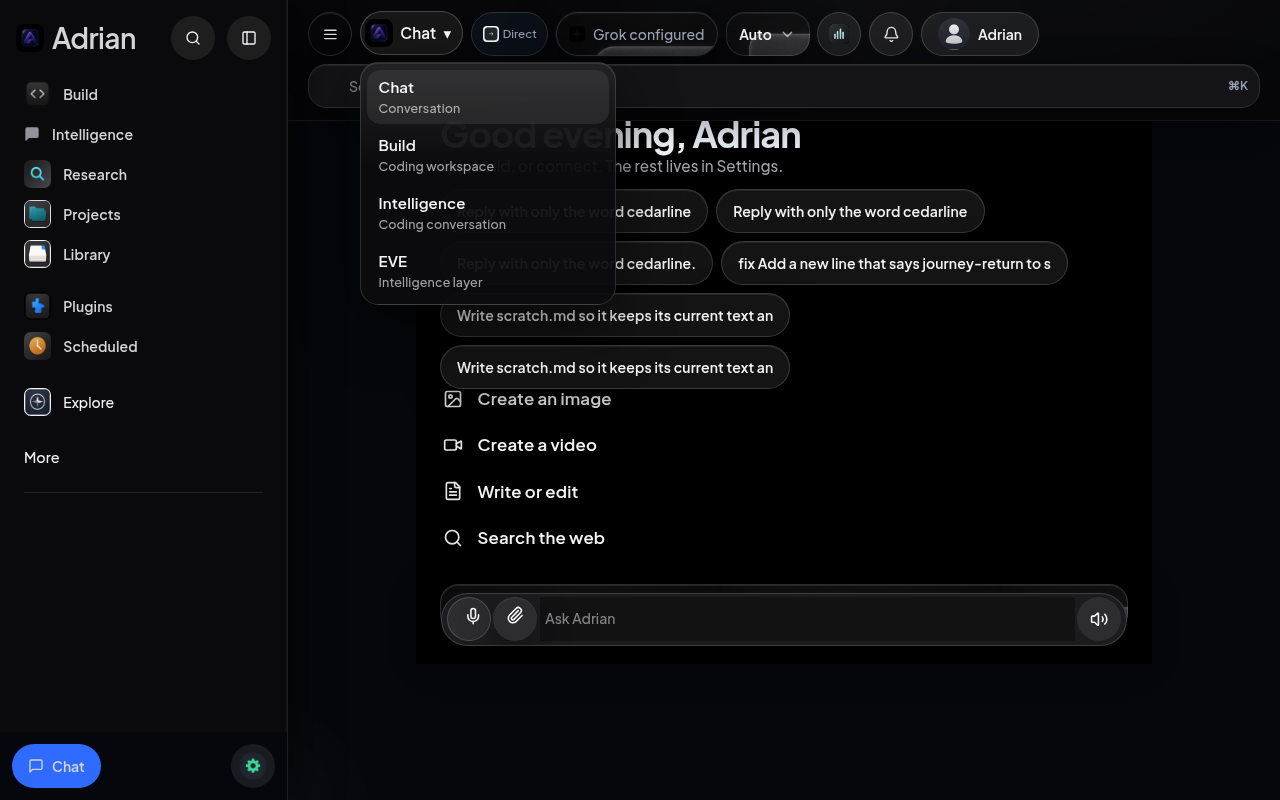 Adrian
Build
Intelligence
Research
Projects
Library
Plugins
Scheduled
Explore
More
Chat
Chat ▾
Direct
Grok configured
Auto
Adrian
⌘K
Chat
Conversation
Build
Coding workspace
Intelligence
Coding conversation
EVE
Intelligence layer
Good evening, Adrian
or connect. The rest lives in Settings.
Reply with only the word cedarline
Reply with only the word cedarline
Reply with only the word cedarline.
fix Add a new line that says journey-return to s
Write scratch.md so it keeps its current text an
Write scratch.md so it keeps its current text an
Create an image
Create a video
Write or edit
Search the web
Ask Adrian